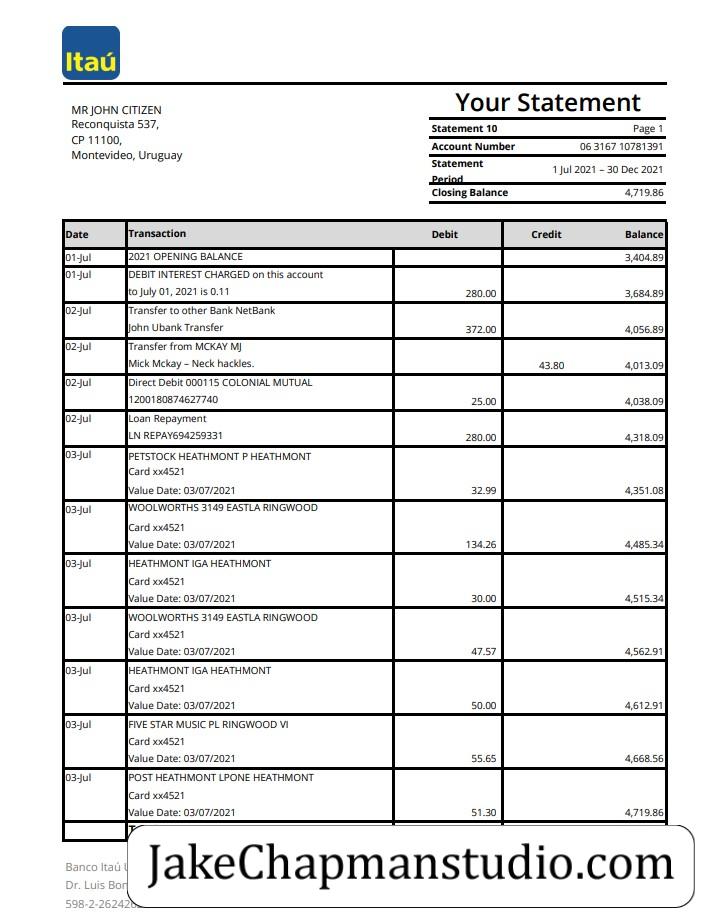 Itaú
Your Statement
MR JOHN CITIZEN
Reconquista 537,
CP 11100,
Montevideo, Uruguay
Statement 10 Page 1
Account Number 06 3167 10781391
Statement Period 1 Jul 2021 – 30 Dec 2021
Closing Balance 4,719.86
Date Transaction Debit Credit Balance
01-Jul 2021 OPENING BALANCE 3,404.89
01-Jul DEBIT INTEREST CHARGED on this account
to July 01, 2021 is 0.11 280.00 3,684.89
02-Jul Transfer to other Bank NetBank
John Ubank Transfer 372.00 4,056.89
02-Jul Transfer from MCKAY MJ
Mick Mckay – Neck hackles. 43.80 4,013.09
02-Jul Direct Debit 000115 COLONIAL MUTUAL
1200180874627740 25.00 4,038.09
02-Jul Loan Repayment
LN REPAY694259331 280.00 4,318.09
03-Jul PETSTOCK HEATHMONT P HEATHMONT
Card xx4521
Value Date: 03/07/2021 32.99 4,351.08
03-Jul WOOLWORTHS 3149 EASTLA RINGWOOD
Card xx4521
Value Date: 03/07/2021 134.26 4,485.34
03-Jul HEATHMONT IGA HEATHMONT
Card xx4521
Value Date: 03/07/2021 30.00 4,515.34
03-Jul WOOLWORTHS 3149 EASTLA RINGWOOD
Card xx4521
Value Date: 03/07/2021 47.57 4,562.91
03-Jul HEATHMONT IGA HEATHMONT
Card xx4521
Value Date: 03/07/2021 50.00 4,612.91
03-Jul FIVE STAR MUSIC PL RINGWOOD VI
Card xx4521
Value Date: 03/07/2021 55.65 4,668.56
03-Jul POST HEATHMONT LPONE HEATHMONT
Card xx4521
Value Date: 03/07/2021 51.30 4,719.86
JakeChapmanstudio.com
Banco Itaú
Dr. Luis